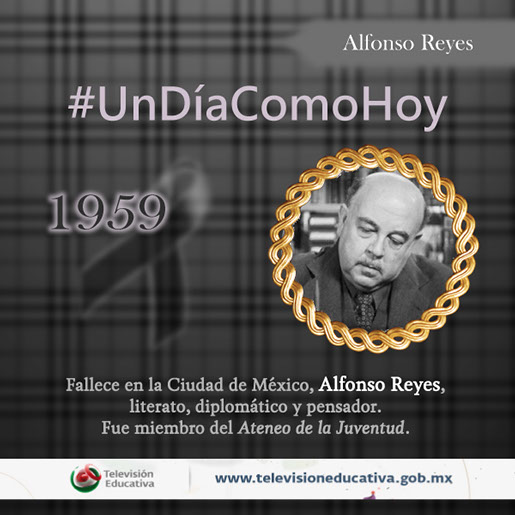 Alfonso Reyes
#UnDíaComoHoy
1959
Fallece en la Ciudad de México, Alfonso Reyes,
literato, diplomático y pensador.
Fue miembro del Ateneo de la Juventud.
Televisión
Educativa
www.televisioneducativa.gob.mx